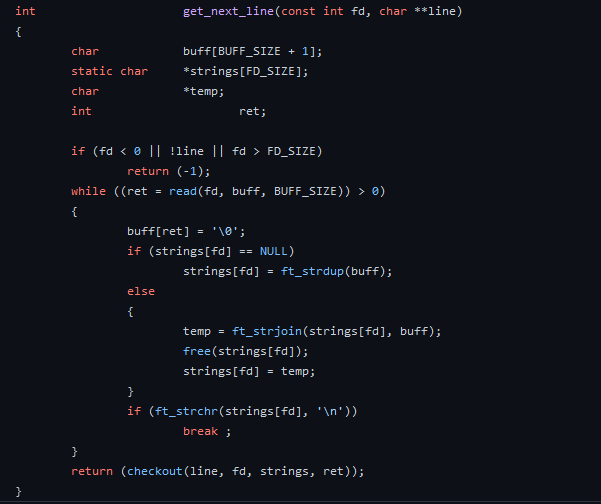 int                     get_next_line(const int fd, char **line)
{
        char            buff[BUFF_SIZE + 1];
        static char     *strings[FD_SIZE];
        char            *temp;
        int                     ret;

        if (fd < 0 || !line || fd > FD_SIZE)
                return (-1);
        while ((ret = read(fd, buff, BUFF_SIZE)) > 0)
        {
                buff[ret] = '\0';
                if (strings[fd] == NULL)
                        strings[fd] = ft_strdup(buff);
                else
                {
                        temp = ft_strjoin(strings[fd], buff);
                        free(strings[fd]);
                        strings[fd] = temp;
                }
                if (ft_strchr(strings[fd], '\n'))
                        break ;
        }
        return (checkout(line, fd, strings, ret));
}